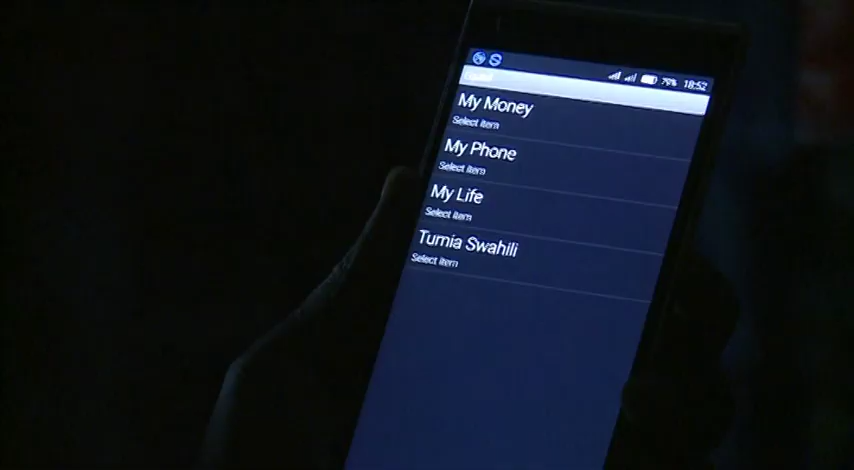 79% 18:52
My Money
Select item
My Phone
Select item
My Life
Select item
Tumia Swahili
Select item